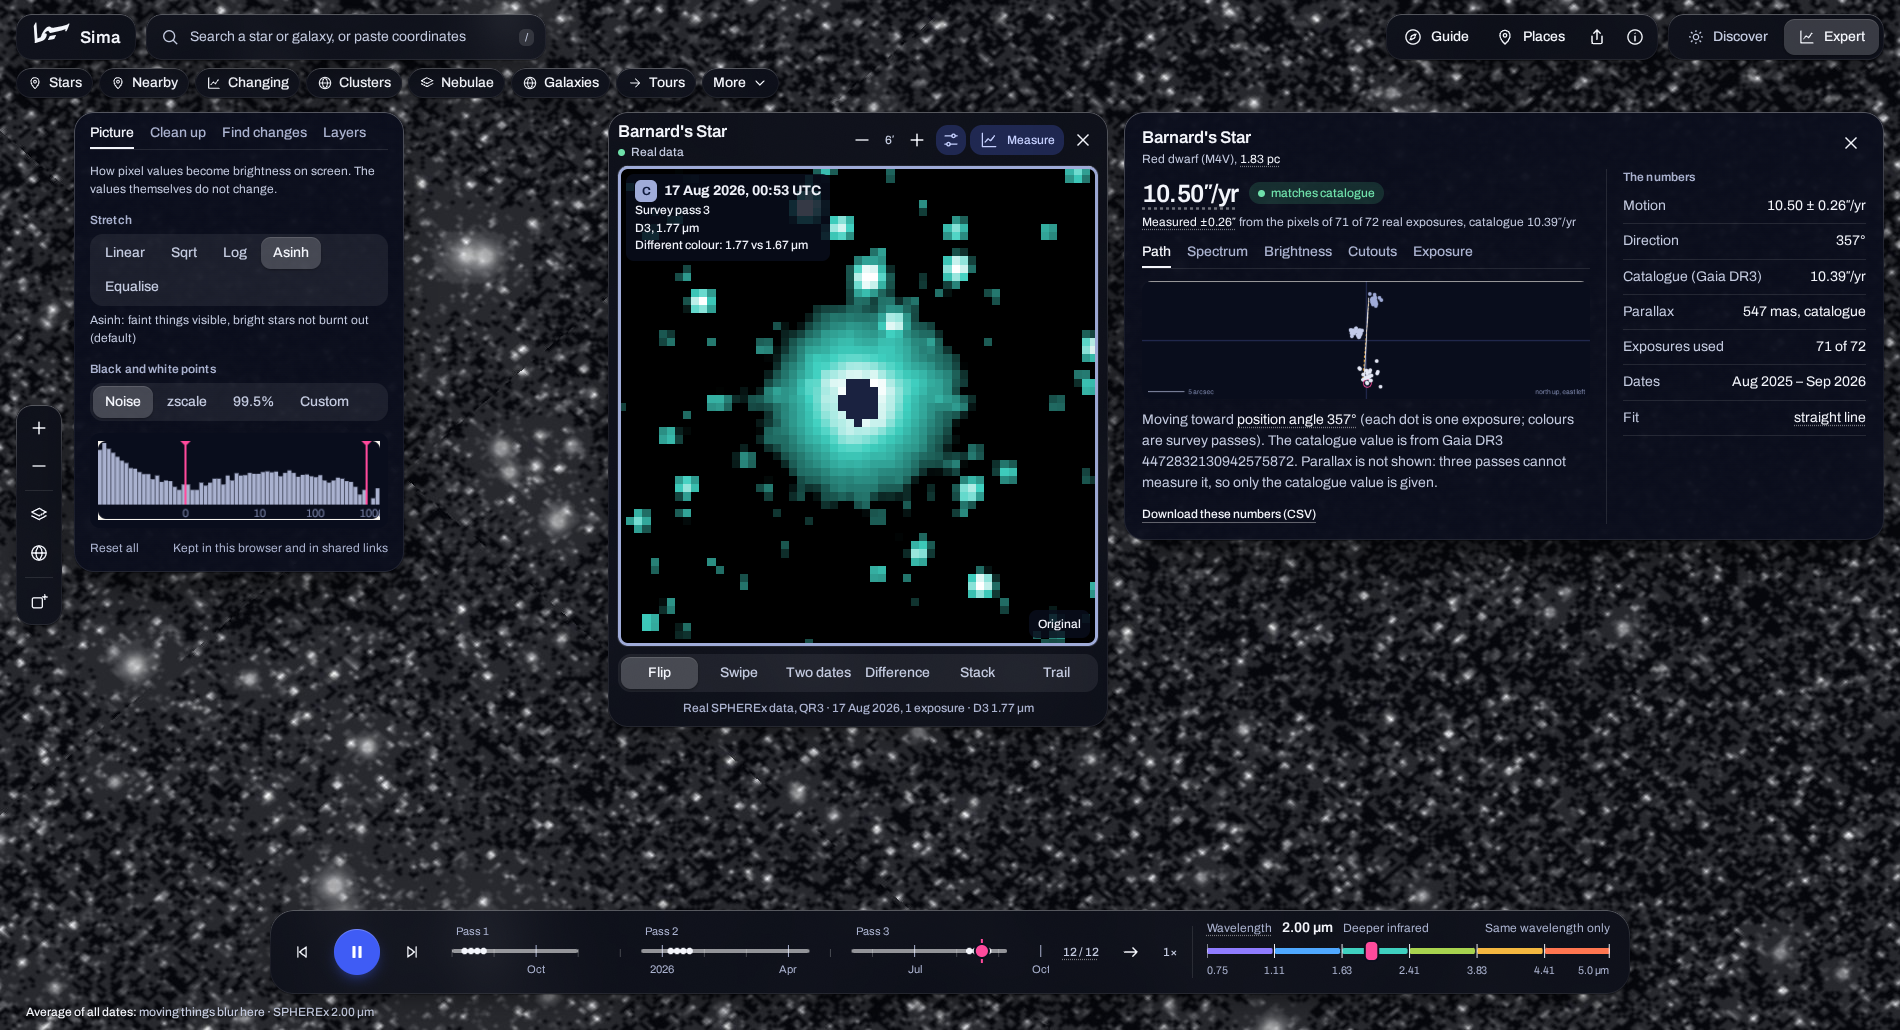 Sima
Search a star or galaxy, or paste coordinates
/
Guide
Places
Discover
Expert
Stars
Nearby
Changing
Clusters
Nebulae
Galaxies
Tours
More
Picture
Clean up
Find changes
Layers
How pixel values become brightness on screen. The
values themselves do not change.
Stretch
Linear
Sqrt
Log
Asinh
Equalise
Asinh: faint things visible, bright stars not burnt out
(default)
Black and white points
Noise
zscale
99.5%
Custom
0
10
100
Reset all
Kept in this browser and in shared links
Barnard's Star
Real data
6′
Measure
C
17 Aug 2026, 00:53 UTC
Survey pass 3
D3, 1.77 µm
Different colour: 1.77 vs 1.67 µm
Original
Flip
Swipe
Two dates
Difference
Stack
Trail
Real SPHEREx data, QR3 · 17 Aug 2026, 1 exposure · D3 1.77 µm
Barnard's Star
Red dwarf (M4V), 1.83 pc
10.50″/yr
matches catalogue
Measured ±0.26″ from the pixels of 71 of 72 real exposures, catalogue 10.39″/yr
Path
Spectrum
Brightness
Cutouts
Exposure
5 arcsec
north up, east left
Moving toward position angle 357° (each dot is one exposure; colours
are survey passes). The catalogue value is from Gaia DR3
4472832130942575872. Parallax is not shown: three passes cannot
measure it, so only the catalogue value is given.
Download these numbers (CSV)
The numbers
Motion 10.50 ± 0.26″/yr
Direction 357°
Catalogue (Gaia DR3) 10.39″/yr
Parallax 547 mas, catalogue
Exposures used 71 of 72
Dates Aug 2025 – Sep 2026
Fit straight line
Pass 1
Oct
Pass 2
2026
Apr
Pass 3
Jul
Oct
12 / 12
1×
Wavelength 2.00 µm Deeper infrared
Same wavelength only
0.75
1.11
1.63
2.41
3.83
4.41
5.0 µm
Average of all dates: moving things blur here · SPHEREx 2.00 µm